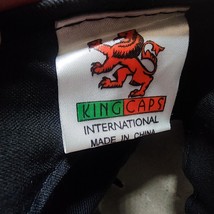 KING CAPS
INTERNATIONAL
MADE IN CHINA